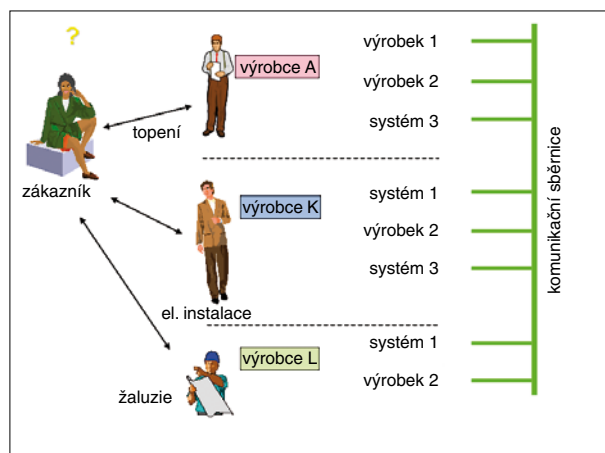 ?
výrobce A
výrobek 1
výrobek 2
systém 3
topení
zákazník
výrobce K
systém 1
výrobek 2
systém 3
el. instalace
výrobce L
systém 1
výrobek 2
žaluzie
komunikační sběrnice